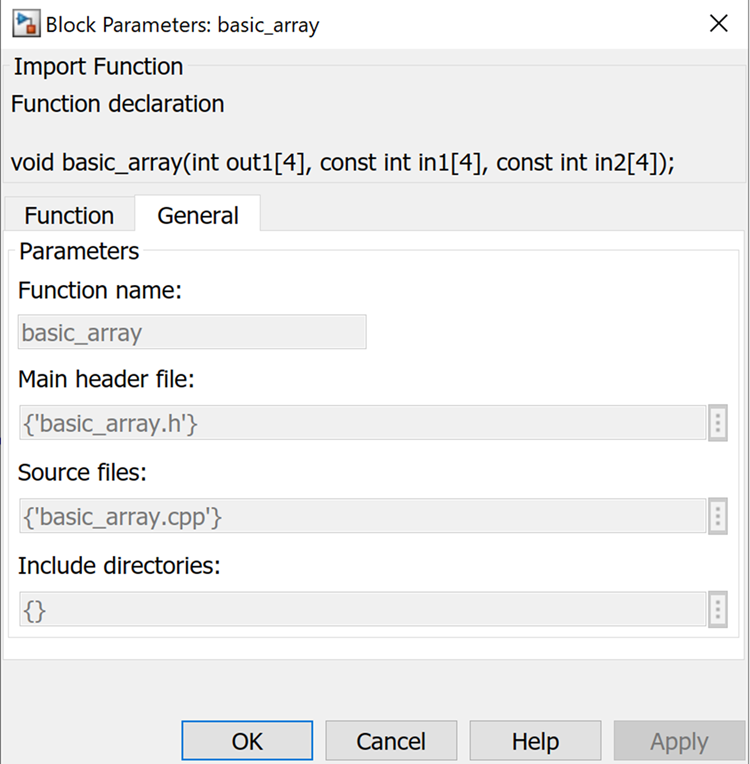 Block Parameters: basic_array
Import Function
Function declaration
void basic_array(int out1[4], const int in1[4], const int in2[4]);
Function General
Parameters
Function name:
basic_array
Main header file:
{'basic_array.h'}
Source files:
{'basic_array.cpp'}
Include directories:
{}
OK Cancel Help Apply